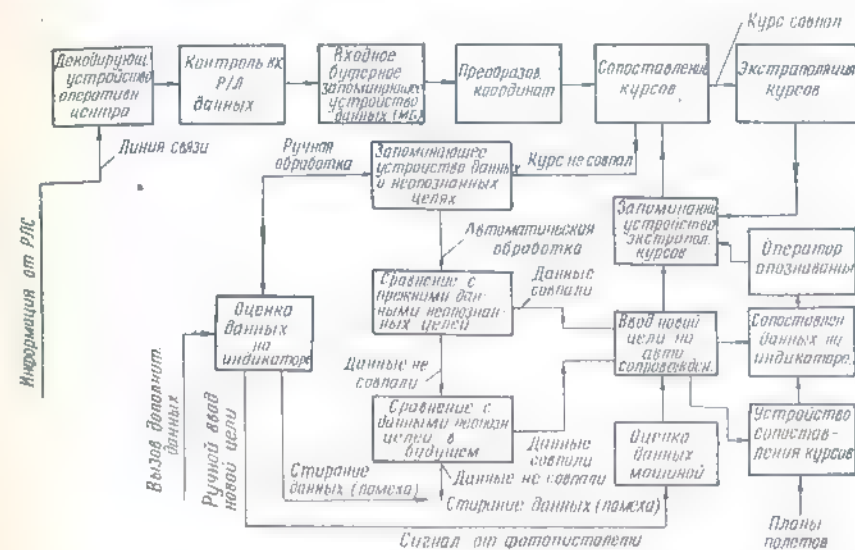 Курс совпал
Декодирующ.
устройство
оперативн
центра
Контроль вх.
Р/Л
данных
Входное
буферное
запоминающее
устройство
данных (МБ)
Преобразов.
координат
Сопоставление
курсов
Экстраполяция
курсов
Линия связи
Ручная
обработка
Запоминающее
устройство данных
о неопознанных
целях
Курс не совпал
Информация от РЛС
Автоматическая
обработка
Запоминающ.
устройство
экстрапол.
курсов
Оператор
опознавания
Оценка
данных
на
индикаторе
Сравнение с
прежними дан-
ными неопознан-
ных целей
Данные
совпали
Ввод новой
цели на
авто
сопровожден.
Сопоставлен
данных на
индикаторе
Данные не
совпали
Вызов дополнит.
данных
Ручной ввод
новой цели
Сравнение с
данными неопозн
целей в
будущем
Данные
совпали
Оценка
данных
машиной
Устройство
сопостав-
ления курсов
Стирание
данных (помеха)
Данные не совпали
Стирание данных (помеха)
Сигнал от фотопистолета
Планы
полетов